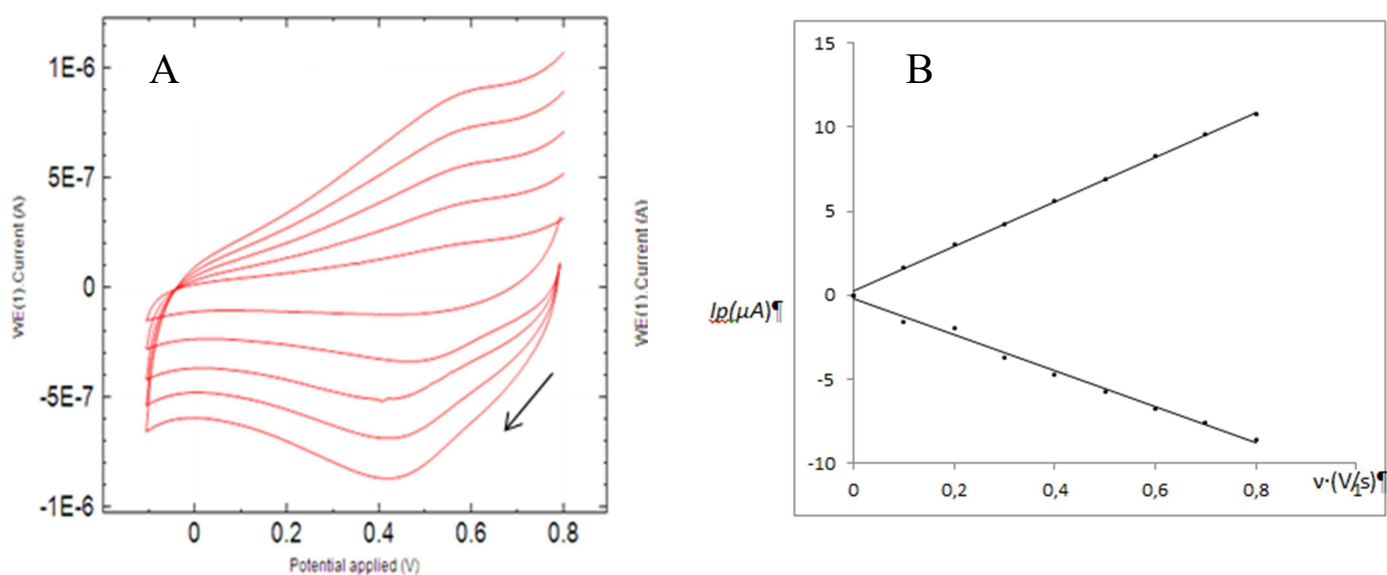 A
1E-6
5E-7
0
-5E-7
-1E-6
WE(1).Current (A)
0
0.2
0.4
0.6
0.8
Potential applied (V)
WE(1).Current (A)
B
15
10
5
0
-5
-10
Ip(µA)¶
0
0,2
0,4
0,6
0,8
1
v·(V/s)¶